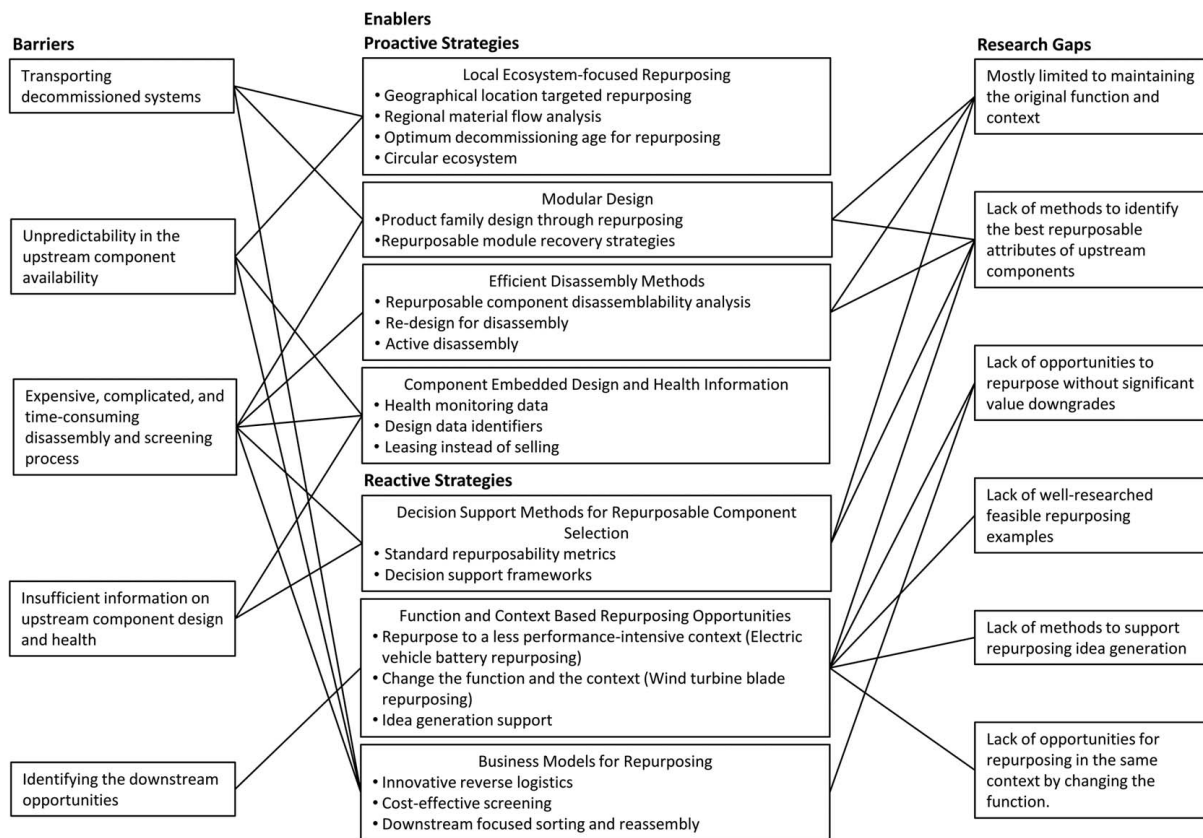 Barriers
Transporting
decommissioned systems
Unpredictability in the
upstream component
availability
Expensive, complicated, and
time-consuming
disassembly and screening
process
Insufficient information on
upstream component design
and health
Identifying the downstream
opportunities
Enablers
Proactive Strategies
Local Ecosystem-focused Repurposing
• Geographical location targeted repurposing
• Regional material flow analysis
• Optimum decommissioning age for repurposing
• Circular ecosystem
Modular Design
•Product family design through repurposing
•Repurposable module recovery strategies
Efficient Disassembly Methods
• Repurposable component disassemblability analysis
• Re-design for disassembly
• Active disassembly
Component Embedded Design and Health Information
• Health monitoring data
• Design data identifiers
• Leasing instead of selling
Reactive Strategies
Decision Support Methods for Repurposable Component
Selection
• Standard repurposability metrics
• Decision support frameworks
Function and Context Based Repurposing Opportunities
• Repurpose to a less performance-intensive context (Electric
vehicle battery repurposing)
• Change the function and the context (Wind turbine blade
repurposing)
• Idea generation support
Business Models for Repurposing
• Innovative reverse logistics
• Cost-effective screening
• Downstream focused sorting and reassembly
Research Gaps
Mostly limited to maintaining
the original function and
context
Lack of methods to identify
the best repurposable
attributes of upstream
components
Lack of opportunities to
repurpose without significant
value downgrades
Lack of well-researched
feasible repurposing
examples
Lack of methods to support
repurposing idea generation
Lack of opportunities for
repurposing in the same
context by changing the
function.